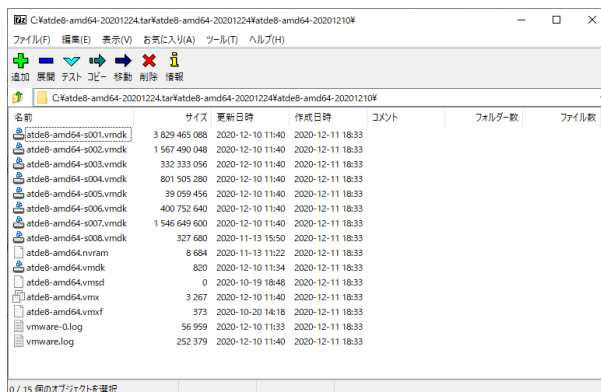 7z C:¥atde8-amd64-20201224.tar¥atde8-amd64-20201224¥atde8-amd64-20201210¥
ファイル(F) 編集(E) 表示(V) お気に入り(A) ツール(T) ヘルプ(H)
追加 展開 テスト コピー 移動 削除 情報
C:¥atde8-amd64-20201224.tar¥atde8-amd64-20201224¥atde8-amd64-20201210¥
名前 サイズ 更新日時 作成日時 コメント フォルダー数 ファイル数
atde8-amd64-s001.vmdk 3 829 465 088 2020-12-10 11:40 2020-12-11 18:33
atde8-amd64-s002.vmdk 1 567 490 048 2020-12-10 11:40 2020-12-11 18:33
atde8-amd64-s003.vmdk 332 333 056 2020-12-10 11:40 2020-12-11 18:33
atde8-amd64-s004.vmdk 801 505 280 2020-12-10 11:40 2020-12-11 18:33
atde8-amd64-s005.vmdk 39 059 456 2020-12-10 11:40 2020-12-11 18:33
atde8-amd64-s006.vmdk 400 752 640 2020-12-10 11:40 2020-12-11 18:33
atde8-amd64-s007.vmdk 1 546 649 600 2020-12-10 11:40 2020-12-11 18:33
atde8-amd64-s008.vmdk 327 680 2020-11-13 15:50 2020-12-11 18:33
atde8-amd64.nvram 8 684 2020-11-13 11:22 2020-12-11 18:33
atde8-amd64.vmdk 820 2020-12-10 11:34 2020-12-11 18:33
atde8-amd64.vmsd 0 2020-10-19 18:48 2020-12-11 18:33
atde8-amd64.vmx 3 267 2020-12-10 11:40 2020-12-11 18:33
atde8-amd64.vmxf 373 2020-10-20 14:18 2020-12-11 18:33
vmware-0.log 56 959 2020-12-10 11:33 2020-12-11 18:33
vmware.log 252 379 2020-12-10 11:40 2020-12-11 18:33
0 / 15 個のオブジェクトを選択